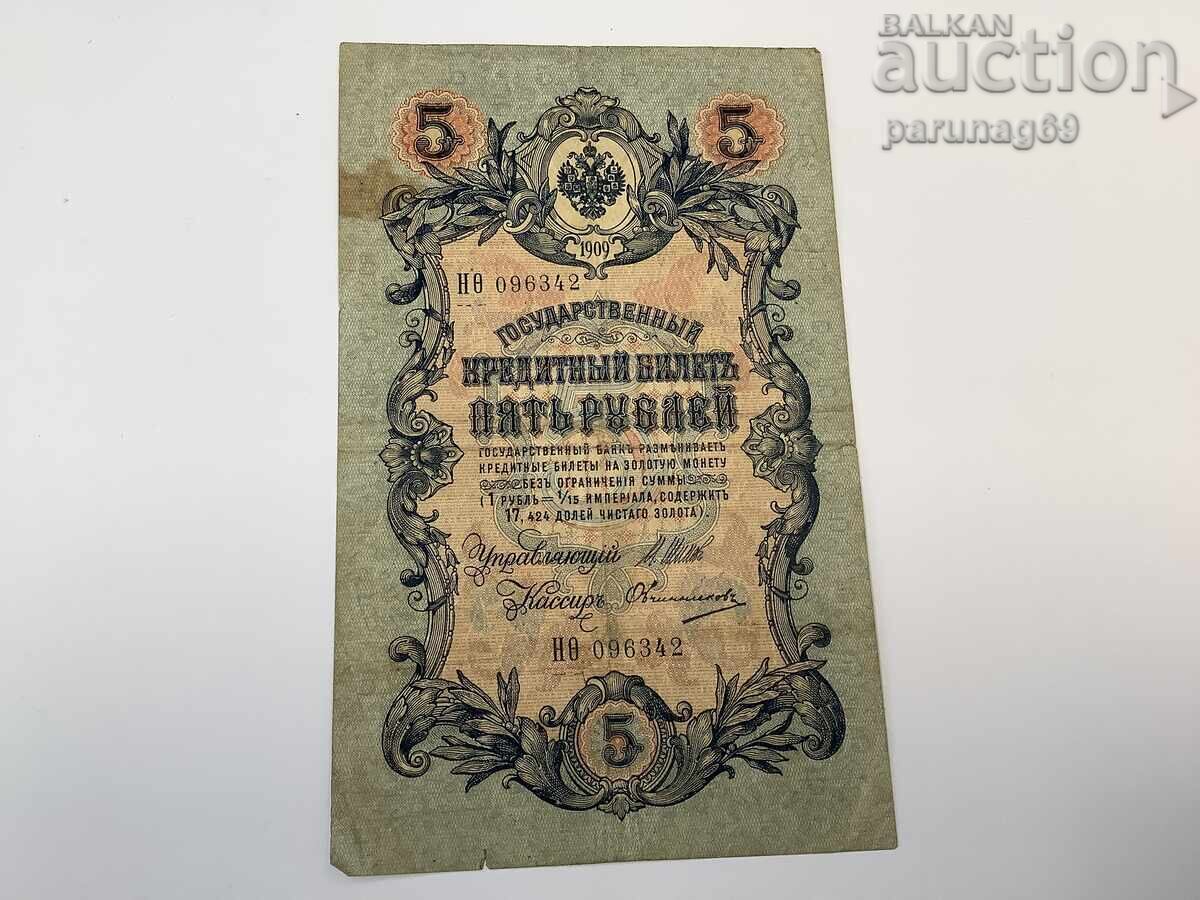 BALKAN
auction
parunag69
5 5
1909
НѲ 096342
ГОСУДАРСТВЕННЫЙ
КРЕДИТНЫЙ БИЛЕТЪ
ПЯТЬ РУБЛЕЙ
ГОСУДАРСТВЕННЫЙ БАНКЪ РАЗМѢНИВАЕТЪ
КРЕДИТНЫЕ БИЛЕТЫ НА ЗОЛОТУЮ МОНЕТУ
БЕЗЪ ОГРАНИЧЕНІЯ СУММЫ
(1 РУБЛЬ = 1/15 ИМПЕРІАЛА, СОДЕРЖИТЪ
17,424 ДОЛЕЙ ЧИСТАГО ЗОЛОТА).
Управляющій
Кассиръ Овчинниковъ
НѲ 096342
5